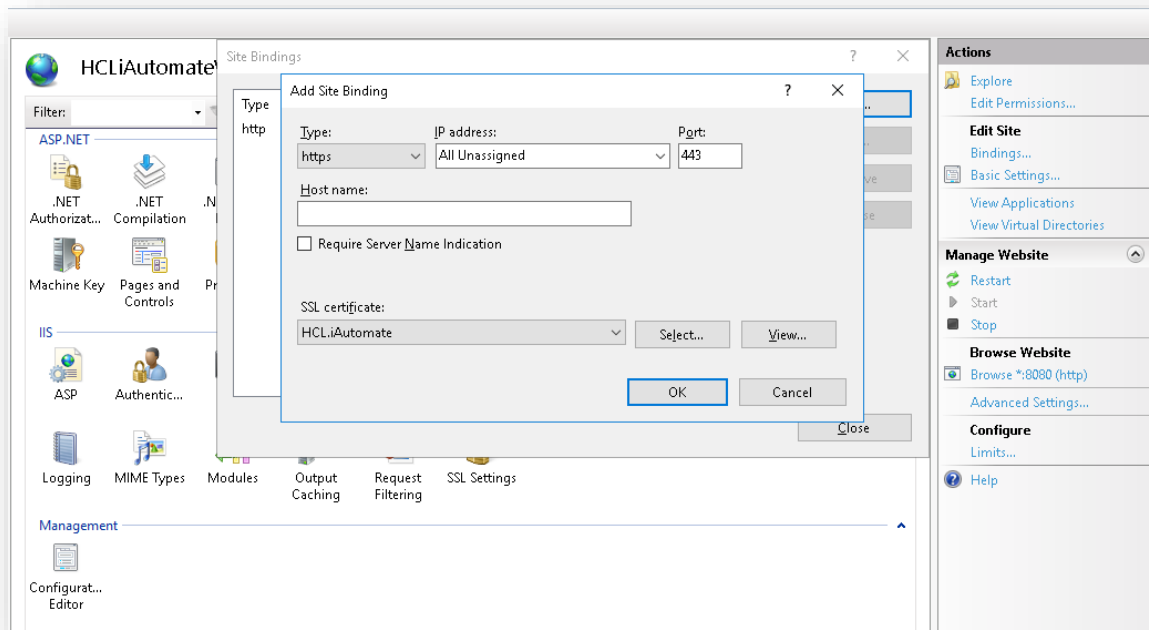 HCLiAutomate
Filter:
ASP.NET
.NET
Authorizat...
.NET
Compilation
Machine Key
Pages and
Controls
IIS
ASP
Authentic...
Logging
MIME Types
Modules
Output
Caching
Request
Filtering
SSL Settings
Management
Configurat...
Editor
Site Bindings
?
Type
http
Close
Add Site Binding
?
Type:
IP address:
Port:
https
All Unassigned
443
Host name:
Require Server Name Indication
SSL certificate:
HCL.iAutomate
Select...
View...
OK
Cancel
Actions
Explore
Edit Permissions...
Edit Site
Bindings...
Basic Settings...
View Applications
View Virtual Directories
Manage Website
Restart
Start
Stop
Browse Website
Browse *:8080 (http)
Advanced Settings...
Configure
Limits...
Help